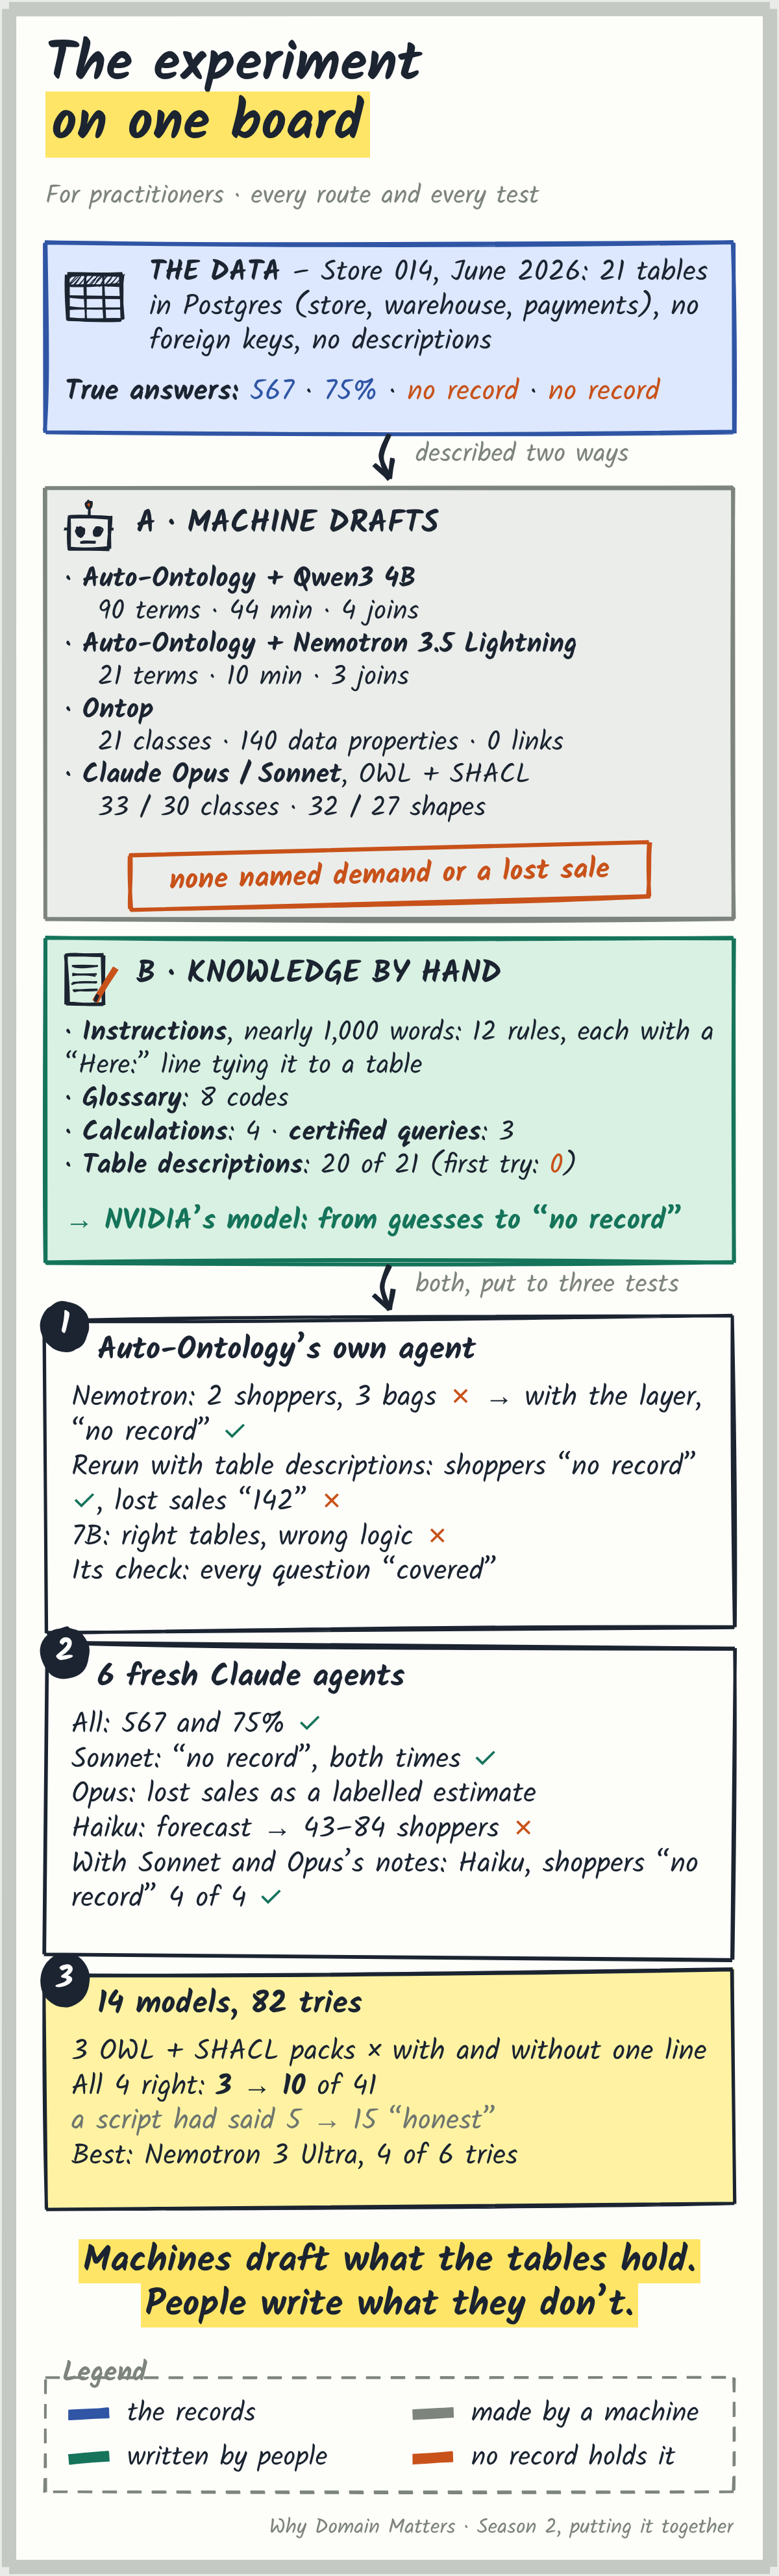 The experiment
on one board
For practitioners · every route and every test
THE DATA – Store 014, June 2026: 21 tables
in Postgres (store, warehouse, payments), no
foreign keys, no descriptions
True answers: 567 · 75% · no record · no record
described two ways
A · MACHINE DRAFTS
· Auto-Ontology + Qwen3 4B
90 terms · 44 min · 4 joins
· Auto-Ontology + Nemotron 3.5 Lightning
21 terms · 10 min · 3 joins
· Ontop
21 classes · 140 data properties · 0 links
· Claude Opus / Sonnet, OWL + SHACL
33 / 30 classes · 32 / 27 shapes
none named demand or a lost sale
B · KNOWLEDGE BY HAND
· Instructions, nearly 1,000 words: 12 rules, each with a
“Here:” line tying it to a table
· Glossary: 8 codes
· Calculations: 4 · certified queries: 3
· Table descriptions: 20 of 21 (first try: 0)
→ NVIDIA’s model: from guesses to “no record”
both, put to three tests
1
Auto-Ontology’s own agent
Nemotron: 2 shoppers, 3 bags ✕ → with the layer,
“no record” ✓
Rerun with table descriptions: shoppers “no record”
✓, lost sales “142” ✕
7B: right tables, wrong logic ✕
Its check: every question “covered”
2
6 fresh Claude agents
All: 567 and 75% ✓
Sonnet: “no record”, both times ✓
Opus: lost sales as a labelled estimate
Haiku: forecast → 43–84 shoppers ✕
With Sonnet and Opus’s notes: Haiku, shoppers “no
record” 4 of 4 ✓
3
14 models, 82 tries
3 OWL + SHACL packs × with and without one line
All 4 right: 3 → 10 of 41
a script had said 5 → 15 “honest”
Best: Nemotron 3 Ultra, 4 of 6 tries
Machines draft what the tables hold.
People write what they don’t.
Legend
the records
made by a machine
written by people
no record holds it
Why Domain Matters · Season 2, putting it together